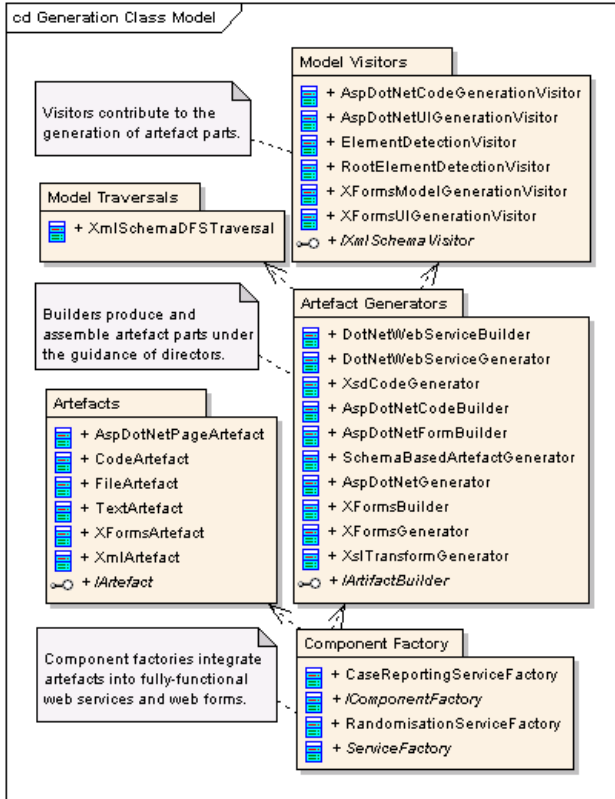 cd Generation Class Model
Model Visitors
+ AspDotNetCodeGenerationVisitor
+ AspDotNetUIGenerationVisitor
+ ElementDetectionVisitor
+ RootElementDetectionVisitor
+ XFormsModelGenerationVisitor
+ XFormsUIGenerationVisitor
+ IXmlSchemaVisitor
Visitors contribute to the
generation of artefact parts.
Model Traversals
+ XmlSchemaDFSTraversal
Builders produce and
assemble artefact parts under
the guidance of directors.
Artefact Generators
+ DotNetWebServiceBuilder
+ DotNetWebServiceGenerator
+ XsdCodeGenerator
+ AspDotNetCodeBuilder
+ AspDotNetFormBuilder
+ SchemaBasedArtefactGenerator
+ AspDotNetGenerator
+ XFormsBuilder
+ XFormsGenerator
+ XslTransformGenerator
+ IArtifactBuilder
Artefacts
+ AspDotNetPageArtefact
+ CodeArtefact
+ FileArtefact
+ TextArtefact
+ XFormsArtefact
+ XmlArtefact
+ IArtefact
Component factories integrate
artefacts into fully-functional
web services and web forms.
Component Factory
+ CaseReportingServiceFactory
+ IComponentFactory
+ RandomisationServiceFactory
+ ServiceFactory